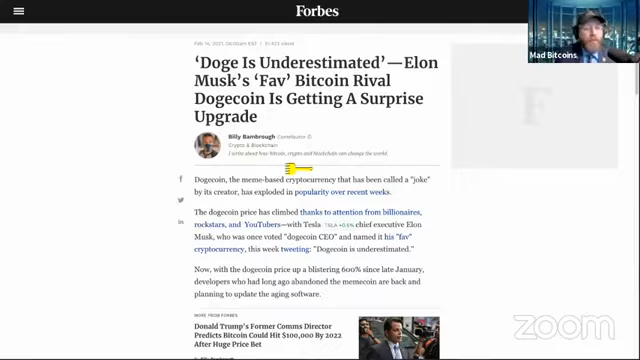 Forbes
Mad Bitcoins
Feb 14, 2021,
‘Doge Is Underestimated’—Elon
Musk’s ‘Fav’ Bitcoin Rival
Dogecoin Is Getting A Surprise
Upgrade
Billy Bambrough Contributor
Crypto & Blockchain
I write about how bitcoin, crypto and blockchain can change the world.
Dogecoin, the meme-based cryptocurrency that has been called a "joke"
by its creator, has exploded in popularity over recent weeks.
The dogecoin price has climbed thanks to attention from billionaires,
rockstars, and YouTubers—with Tesla TSLA +0.6% chief executive Elon
Musk, who was once voted "dogecoin CEO" and named it his "fav"
cryptocurrency, this week tweeting: "Dogecoin is underestimated."
Now, with the dogecoin price up a blistering 600% since late January,
developers who had long ago abandoned the memecoin are back and
planning to update the aging software.
MORE FROM FORBES
Donald Trump's Former Comms Director
Predicts Bitcoin Could Hit $100,000 By 2022
After Huge Price Bet
zoom